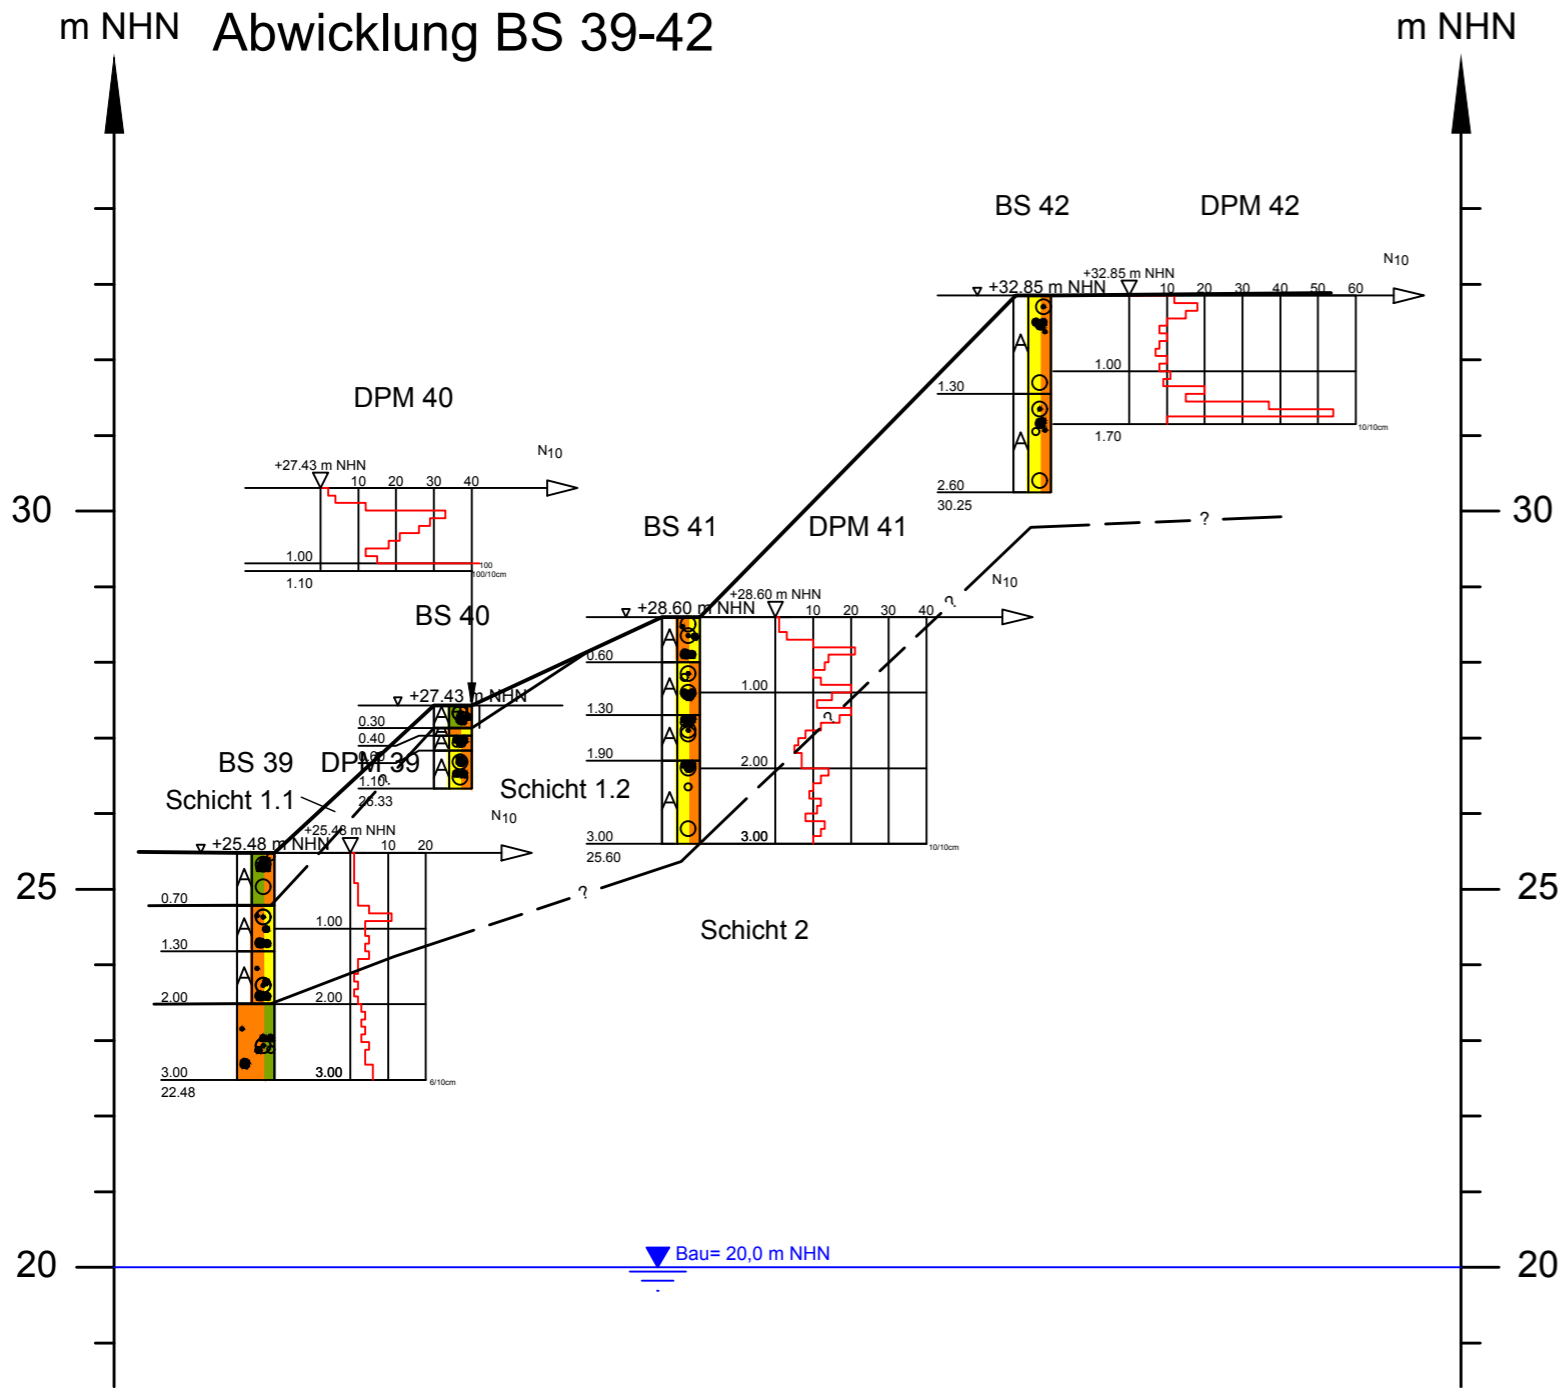 m NHN
Abwicklung BS 39-42
m NHN
BS 42
DPM 42
N10
+32.85 m NHN
+32.85 m NHN
10 20 30 40 50 60
A
1.00
1.30
A
1.70
10/10cm
2.60
30.25
DPM 40
N10
+27.43 m NHN
10 20 30 40
1.00
100
100/10cm
1.10
30
30
?
BS 41
DPM 41
N10
+28.60 m NHN
+28.60 m NHN
10 20 30 40
?
A
0.60
A
1.00
1.30
?
A
1.90
2.00
A
3.00
3.00
10/10cm
25.60
BS 40
+27.43 m NHN
A
0.30
A
0.40
A
0.60
A
1.10
26.33
?
BS 39
DPM 39
Schicht 1.1
Schicht 1.2
N10
+25.48 m NHN
+25.48 m NHN
10 20
A
0.70
A
1.00
1.30
A
2.00
2.00
3.00
3.00
6/10cm
22.48
25
25
?
Schicht 2
20
20
Bau= 20,0 m NHN